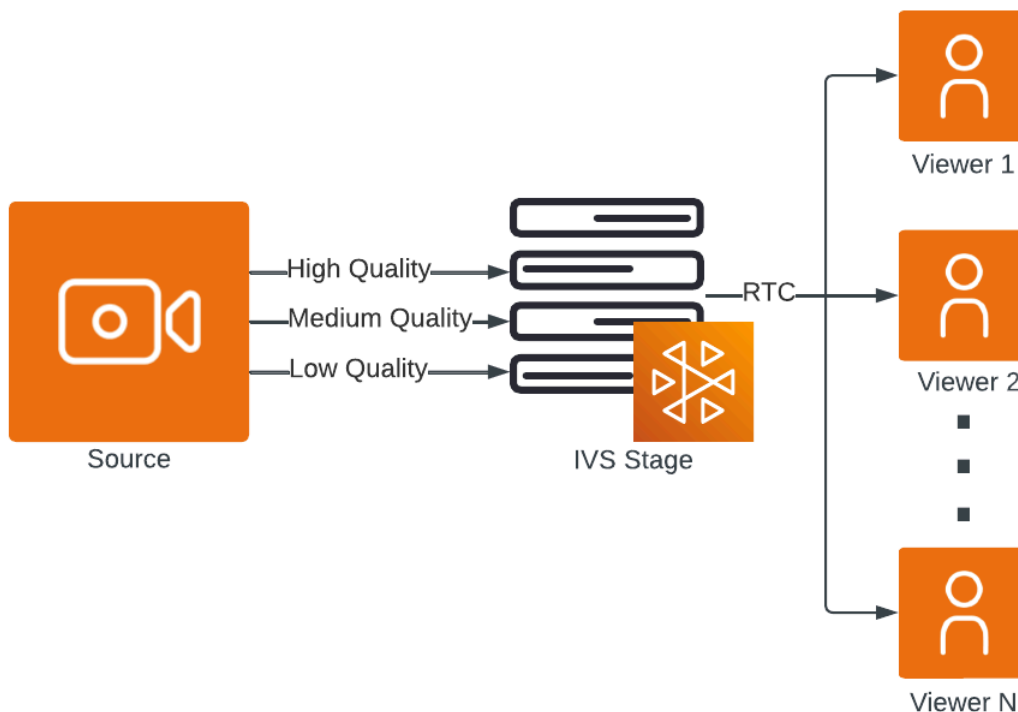 Viewer 1
High Quality
Medium Quality
Low Quality
RTC
Source
IVS Stage
Viewer 2
Viewer N